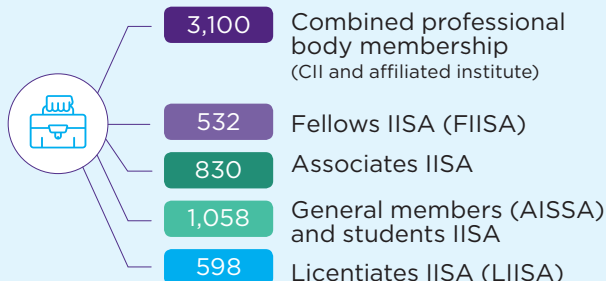 3,100
Combined professional
body membership
(CII and affiliated institute)
532
Fellows IISA (FIISA)
830
Associates IISA
1,058
General members (AISSA)
and students IISA
598
Licentiates IISA (LIISA)